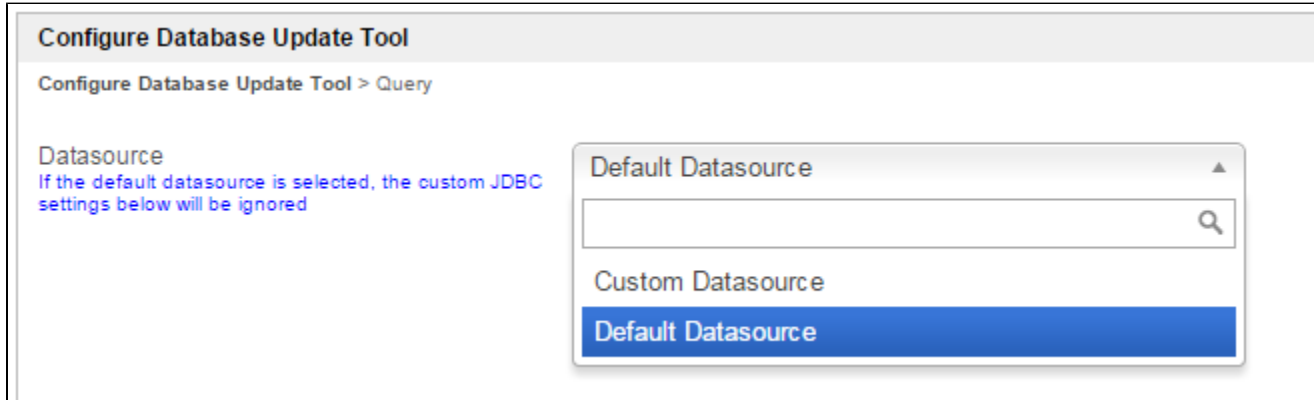 Configure Database Update Tool
Configure Database Update Tool > Query
Datasource
If the default datasource is selected, the custom JDBC
settings below will be ignored
Default Datasource
Custom Datasource
Default Datasource